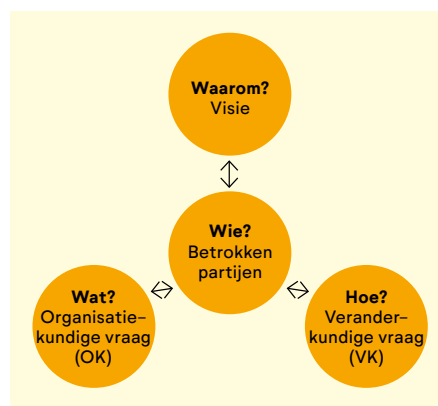 Waarom?
Visie
Wie?
Betrokken
partijen
Wat?
Organisatie–
kundige vraag
(OK)
Hoe?
Verander–
kundige vraag
(VK)